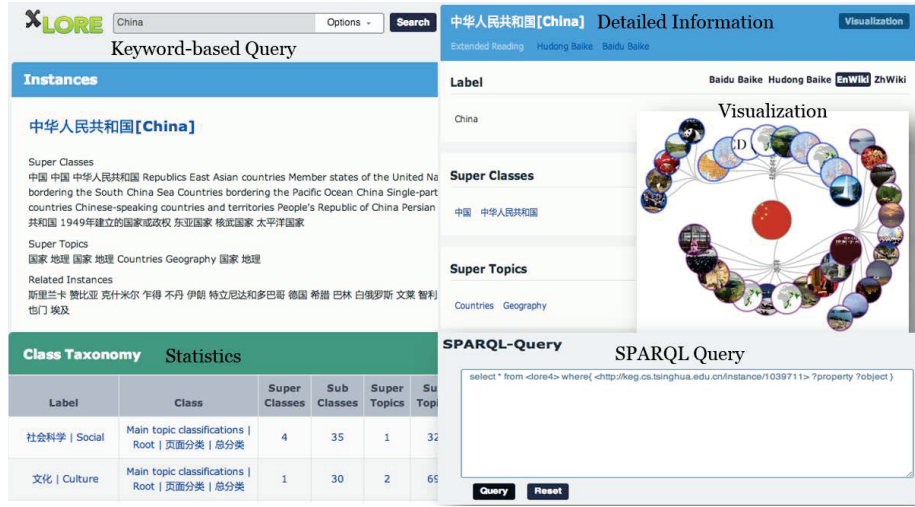 XLORE
China
Options
Search
Keyword-based Query
Instances
中华人民共和国[China]
Super Classes
中国 中国 中华人民共和国 Republics East Asian countries Member states of the United Na
bordering the South China Sea Countries bordering the Pacific Ocean China Single-part
countries Chinese-speaking countries and territories People's Republic of China Persian
共和国 1949年建立的国家或政权 东亚国家 核武国家 太平洋国家
Super Topics
国家 地理 国家 地理 Countries Geography 国家 地理
Related Instances
斯里兰卡 赞比亚 克什米尔 乍得 不丹 伊朗 特立尼达和多巴哥 德国 希腊 巴林 白俄罗斯 文莱 智利
也门 埃及
Class Taxonomy
Statistics
Label Class Super Classes Sub Classes Super Topics Su Topi
社会科学 | Social Main topic classifications | Root | 页面分类 | 总分类 4 35 1 32
文化 | Culture Main topic classifications | Root | 页面分类 | 总分类 1 30 2 69
中华人民共和国[China]
Detailed Information
Visualization
Extended Reading Hudong Baike Baidu Baike
Label
Baidu Baike Hudong Baike EnWiki ZhWiki
China
Visualization
Super Classes
中国 中华人民共和国
Super Topics
Countries Geography
SPARQL-Query
SPARQL Query
select * from <lore4> where{ <http://keg.cs.tsinghua.edu.cn/instance/1039711> ?property ?object }
Query
Reset